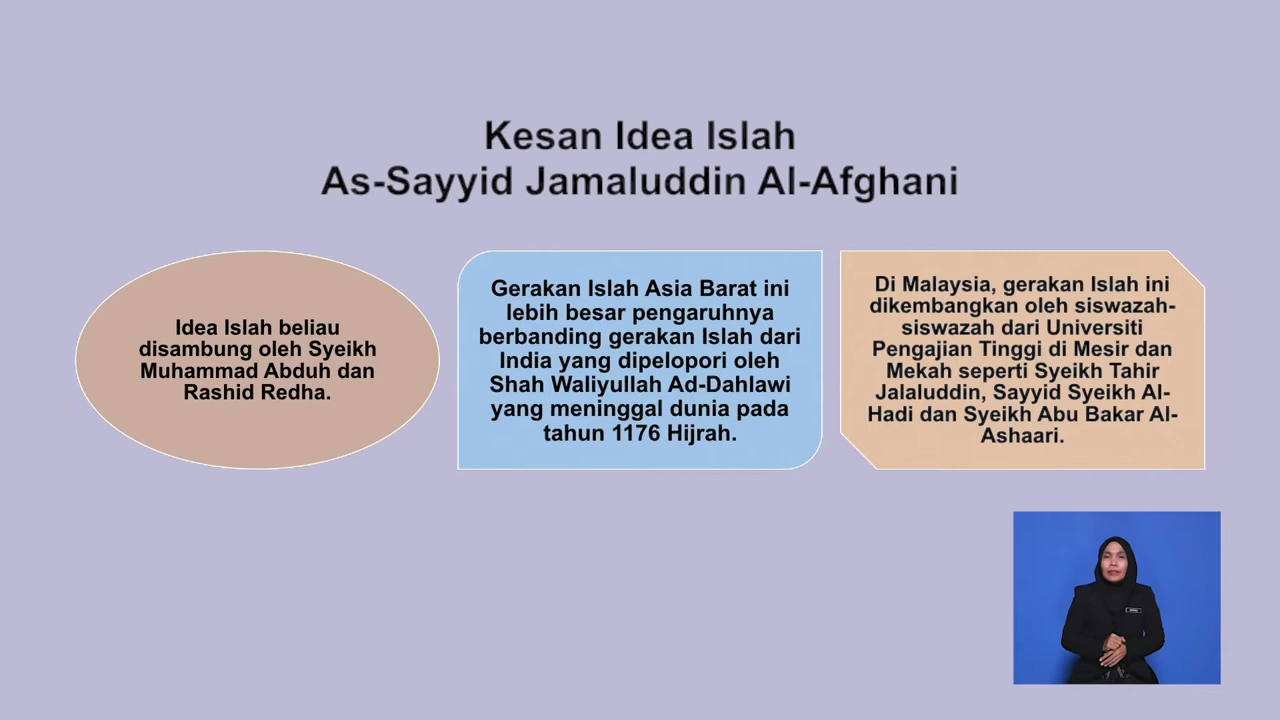 Kesan Idea Islah
As-Sayyid Jamaluddin Al-Afghani
Idea Islah beliau
disambung oleh Syeikh
Muhammad Abduh dan
Rashid Redha.
Gerakan Islah Asia Barat ini
lebih besar pengaruhnya
berbanding gerakan Islah dari
India yang dipelopori oleh
Shah Waliyullah Ad-Dahlawi
yang meninggal dunia pada
tahun 1176 Hijrah.
Di Malaysia, gerakan Islah ini
dikembangkan oleh siswazah-
siswazah dari Universiti
Pengajian Tinggi di Mesir dan
Mekah seperti Syeikh Tahir
Jalaluddin, Sayyid Syeikh Al-
Hadi dan Syeikh Abu Bakar Al-
Ashaari.